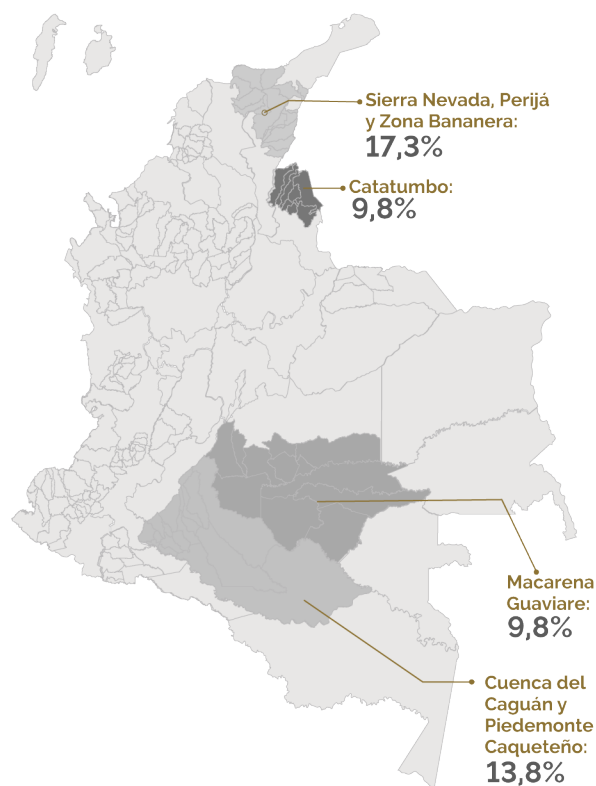 Sierra Nevada, Perijá
y Zona Bananera:
17,3%
Catatumbo:
9,8%
Macarena
Guaviare:
9,8%
Cuenca del
Caguán y
Piedemonte
Caqueteño:
13,8%